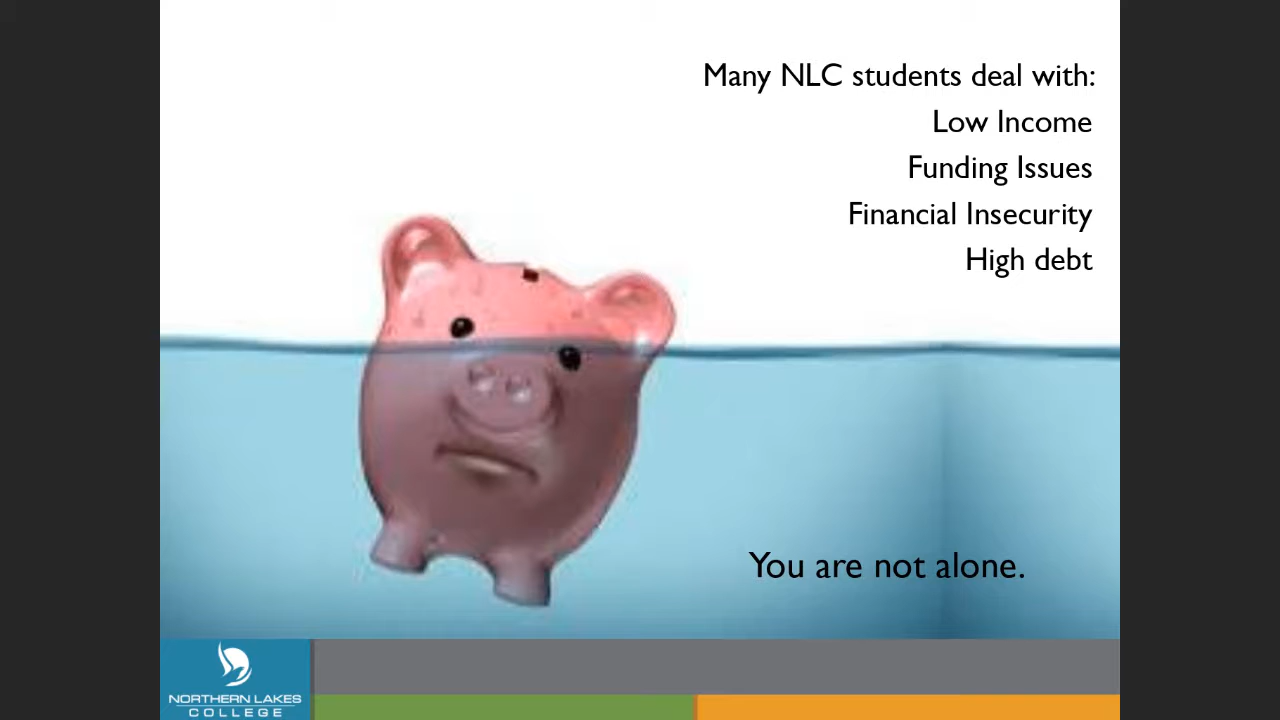 Many NLC students deal with:
Low Income
Funding Issues
Financial Insecurity
High debt
You are not alone.
NORTHERN LAKES
COLLEGE